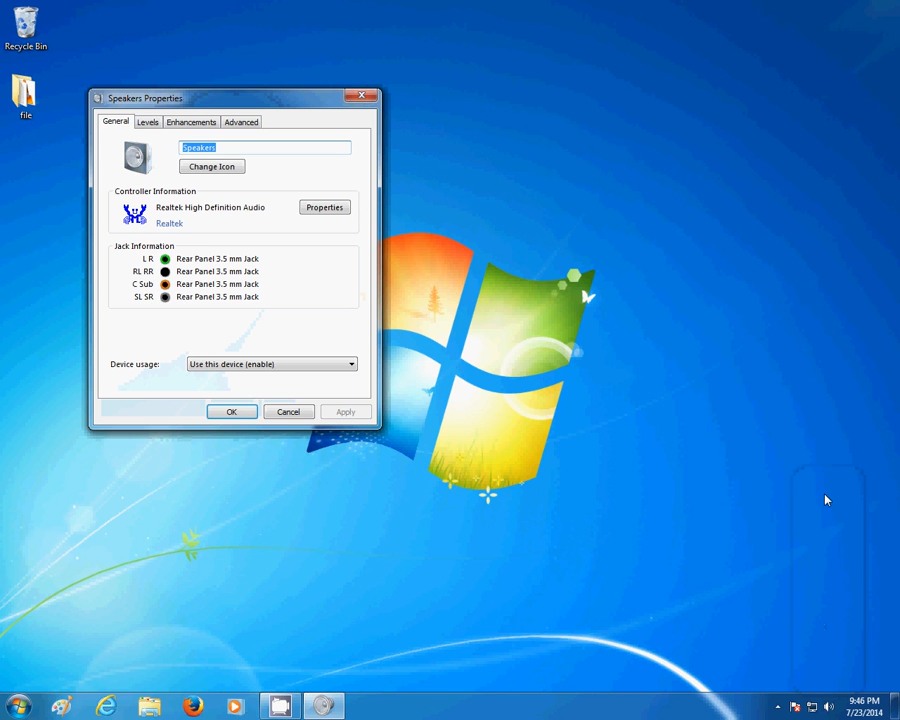 Recycle Bin
file
Speakers Properties
General Levels Enhancements Advanced
Speakers
Change Icon
Controller Information
Realtek High Definition Audio
Properties
Realtek
Jack Information
L R Rear Panel 3.5 mm Jack
RL RR Rear Panel 3.5 mm Jack
C Sub Rear Panel 3.5 mm Jack
SL SR Rear Panel 3.5 mm Jack
Device usage: Use this device (enable)
OK Cancel Apply
9:46 PM
7/23/2014